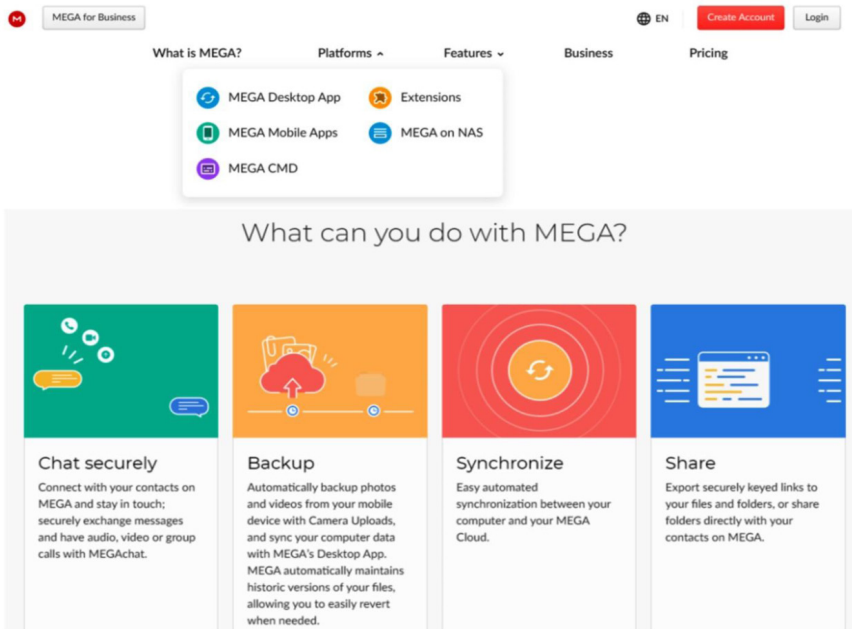 M
MEGA for Business
EN
Create Account
Login
What is MEGA?
Platforms
Features
Business
Pricing
MEGA Desktop App
Extensions
MEGA Mobile Apps
MEGA on NAS
MEGA CMD
What can you do with MEGA?
Chat securely
Connect with your contacts on
MEGA and stay in touch;
securely exchange messages
and have audio, video or group
calls with MEGAchat.
Backup
Automatically backup photos
and videos from your mobile
device with Camera Uploads,
and sync your computer data
with MEGA's Desktop App.
MEGA automatically maintains
historic versions of your files,
allowing you to easily revert
when needed.
Synchronize
Easy automated
synchronization between your
computer and your MEGA
Cloud.
Share
Export securely keyed links to
your files and folders, or share
folders directly with your
contacts on MEGA.